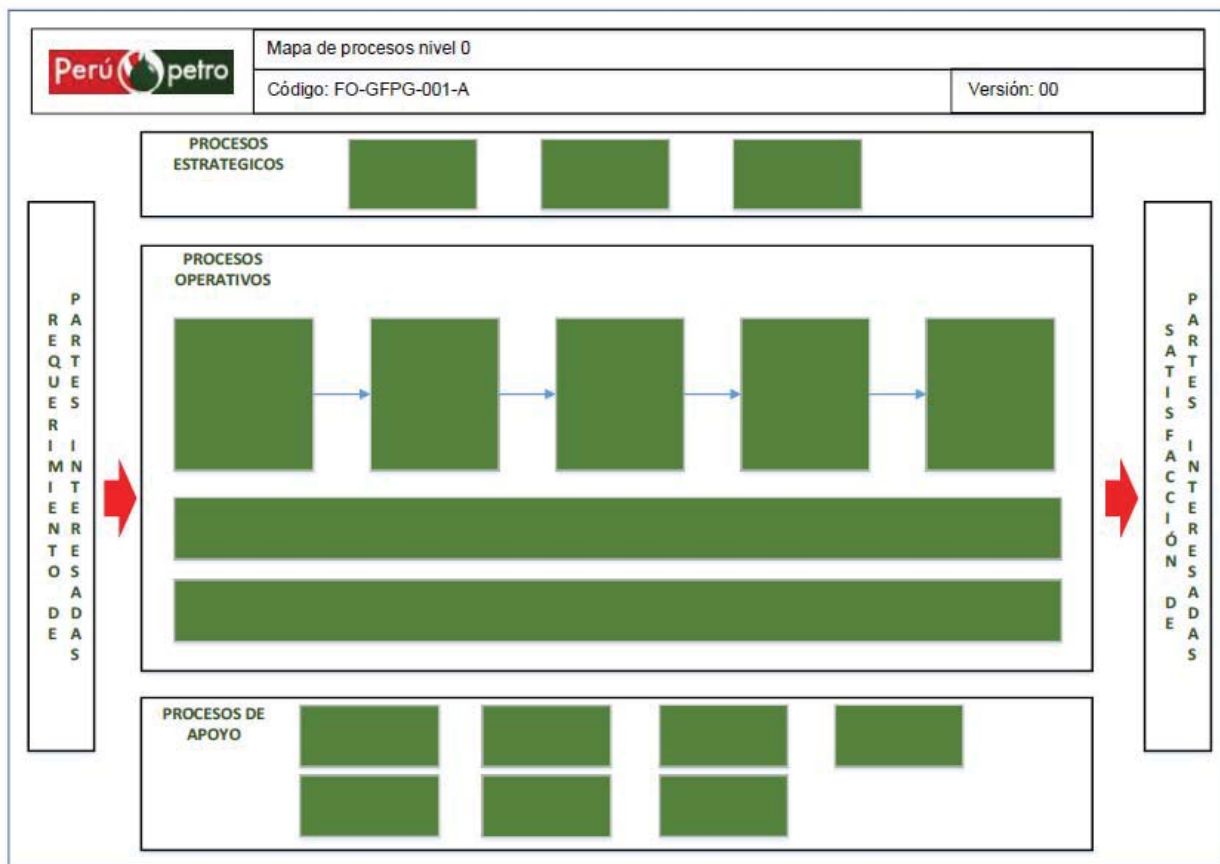 Perú petro
Mapa de procesos nivel 0
Código: FO-GFPG-001-A
Versión: 00
PROCESOS
ESTRATEGICOS
REQUERIMIENTO DE
PARTES INTERESADAS
PROCESOS
OPERATIVOS
SATISFACCIÓN DE
PARTES INTERESADAS
PROCESOS DE
APOYO